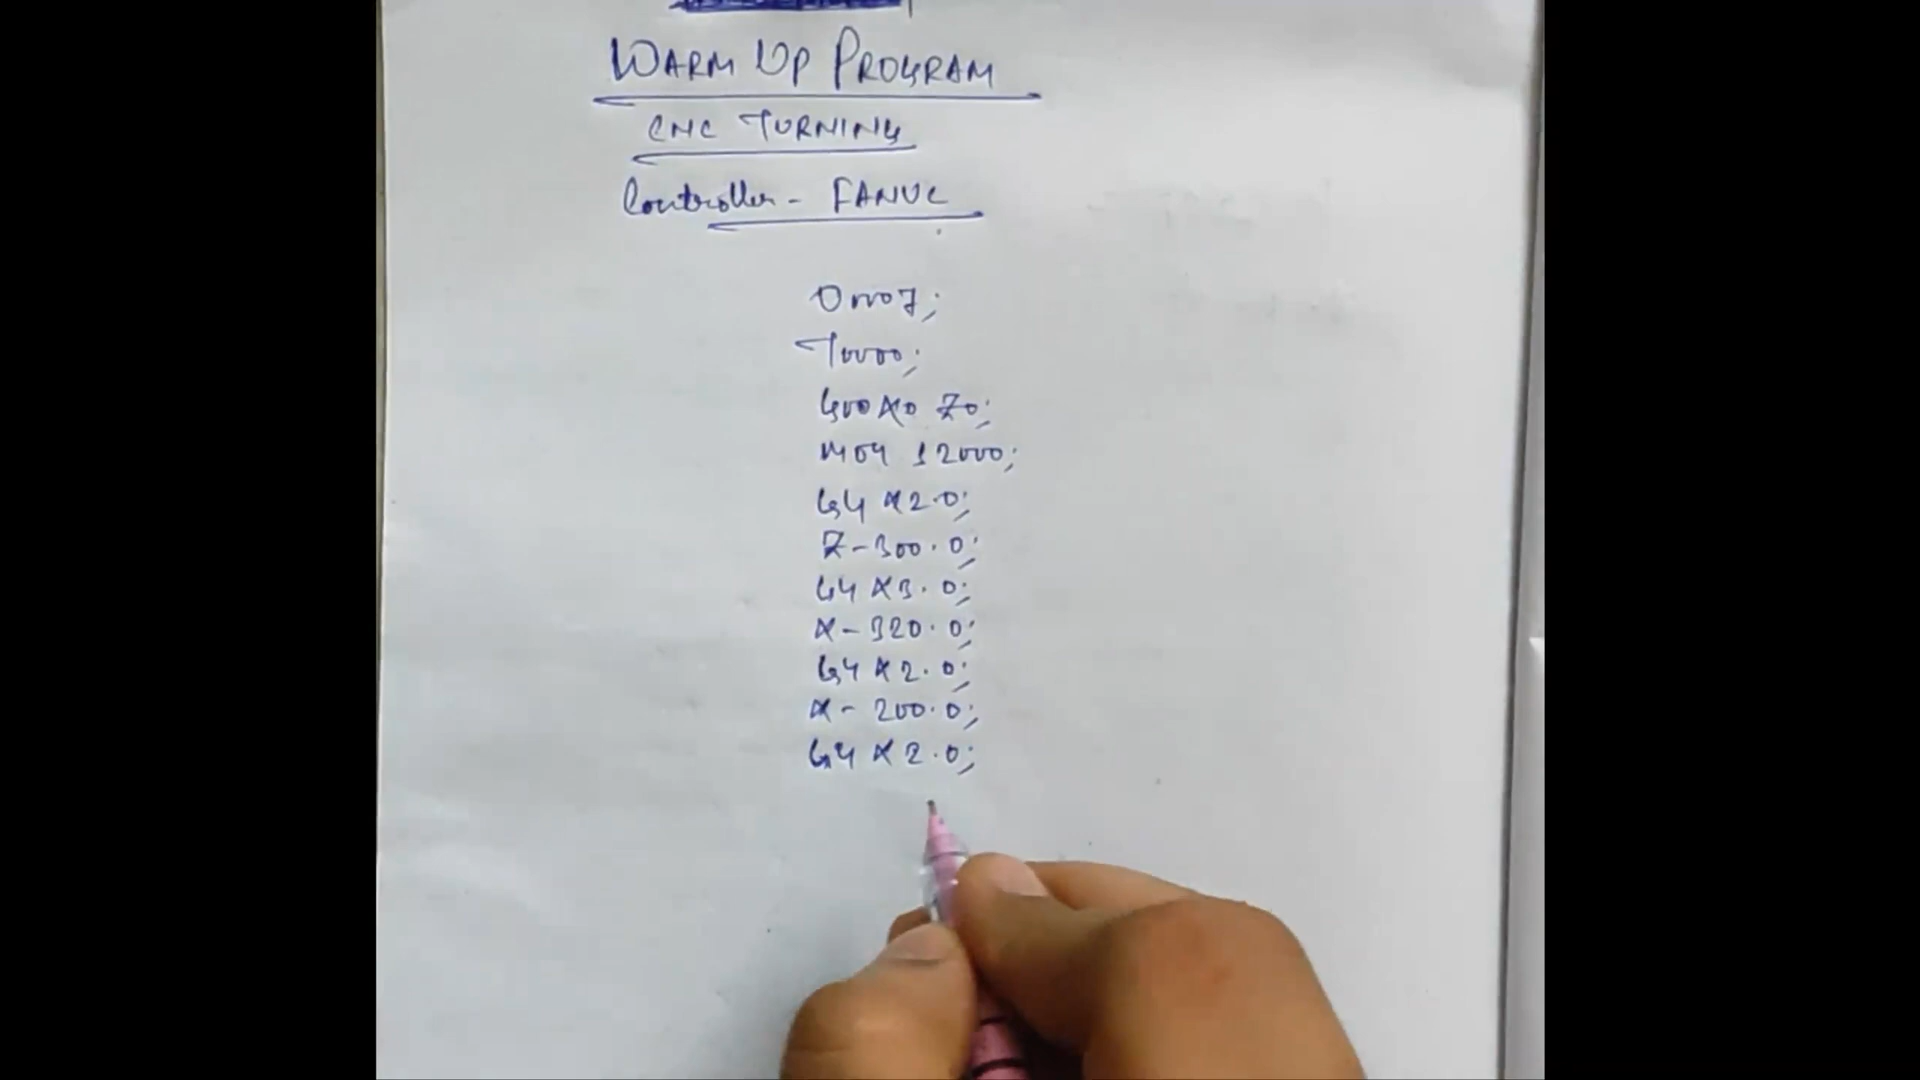 WARM UP PROGRAM
CNC TURNING
Controller - FANUC
O0007;
T0000;
G00 X0 Z0;
M04 S2000;
G4 X2.0;
Z-300.0;
G4 X3.0;
X-320.0;
G4 X2.0;
X-200.0;
G4 X2.0;